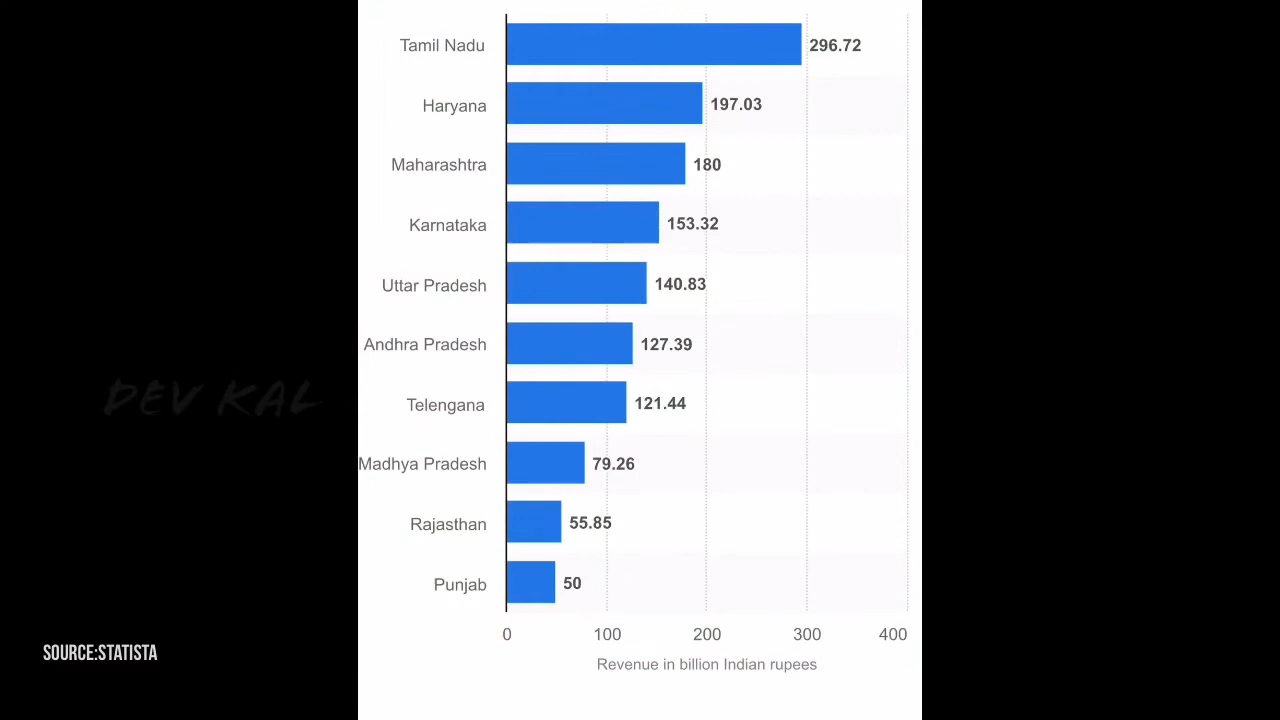 Tamil Nadu 296.72
Haryana 197.03
Maharashtra 180
Karnataka 153.32
Uttar Pradesh 140.83
Andhra Pradesh 127.39
Telengana 121.44
Madhya Pradesh 79.26
Rajasthan 55.85
Punjab 50
0 100 200 300 400
Revenue in billion Indian rupees
DEV KAL
SOURCE:STATISTA